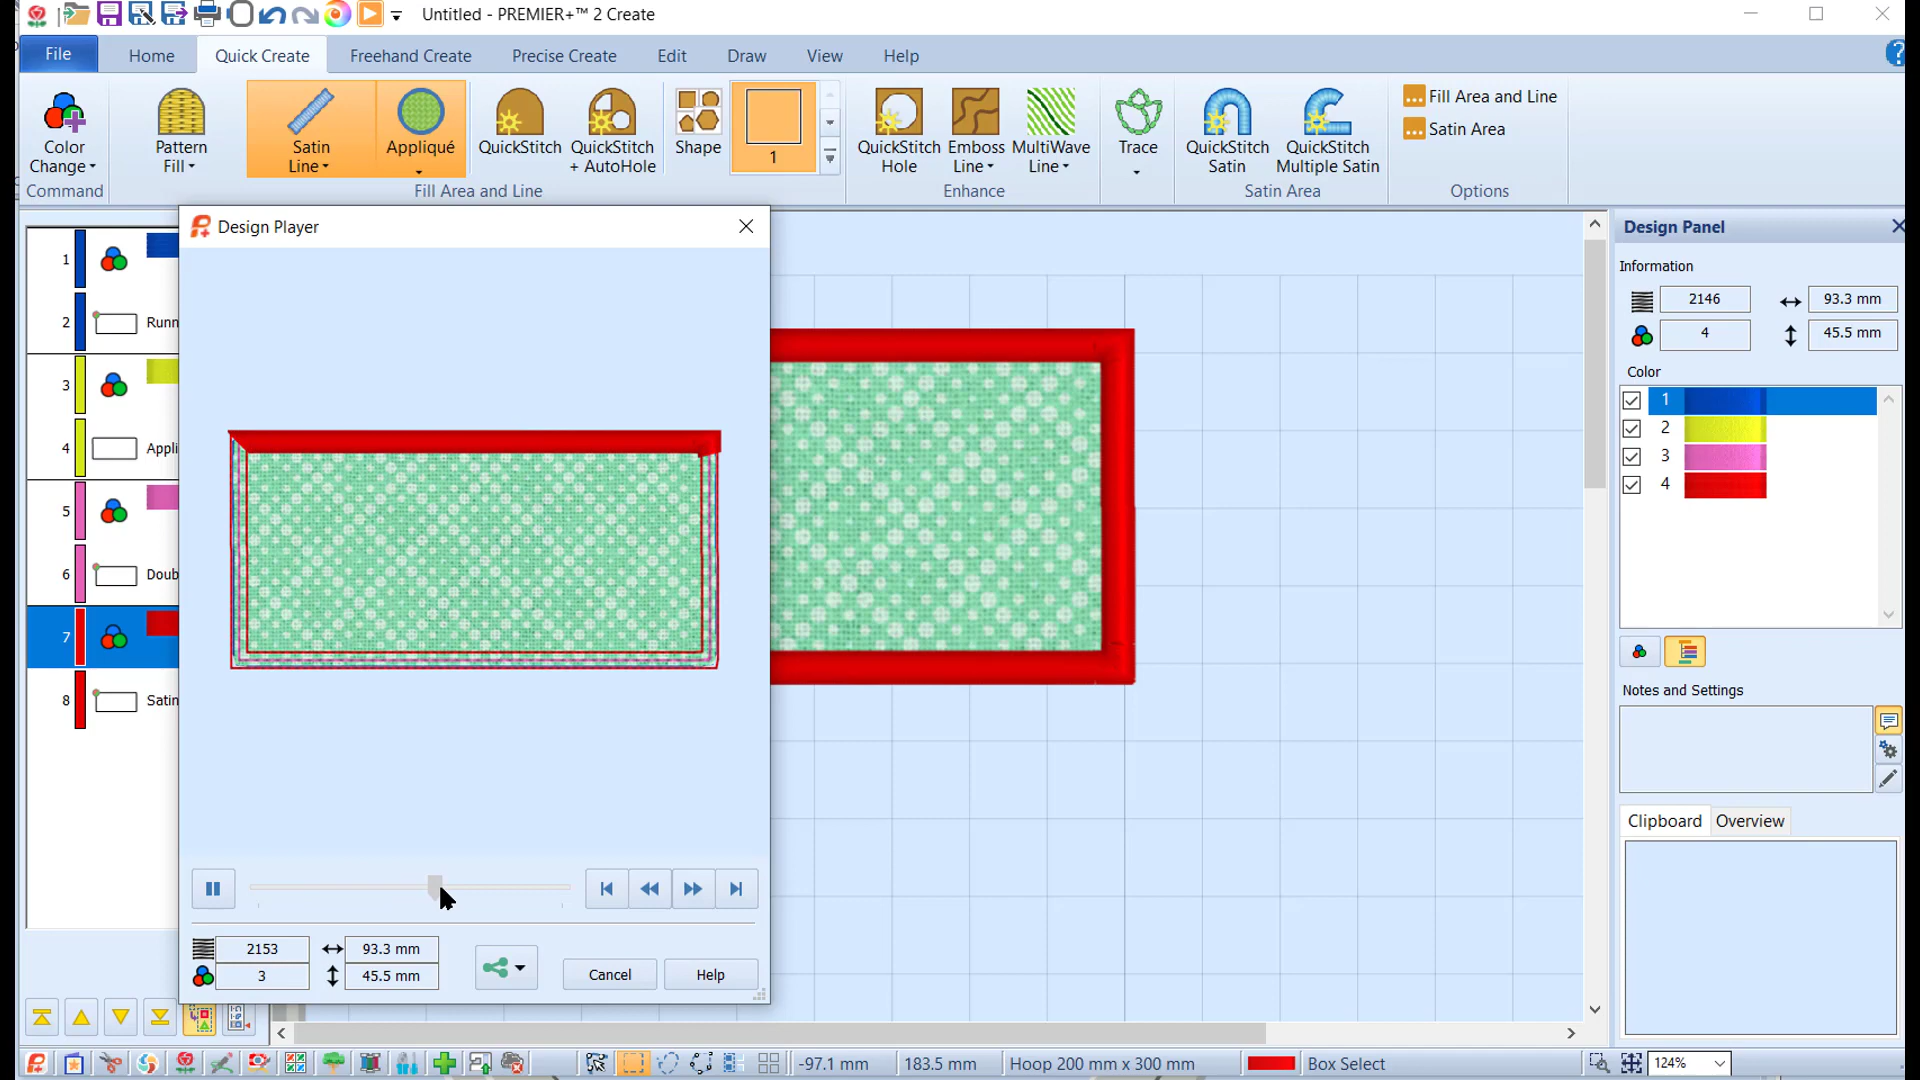 Untitled - PREMIER+™ 2 Create
File
Home
Quick Create
Freehand Create
Precise Create
Edit
Draw
View
Help
Color Change
Pattern Fill
Satin Line
Appliqué
QuickStitch
QuickStitch + AutoHole
Shape
1
QuickStitch Hole
Emboss Line
MultiWave Line
Trace
QuickStitch Satin
QuickStitch Multiple Satin
Fill Area and Line
Satin Area
Command
Fill Area and Line
Enhance
Satin Area
Options
1
2 Runn
3
4 Appli
5
6 Doub
7
8 Satin
Design Player
2153
93.3 mm
3
45.5 mm
Cancel
Help
Design Panel
Information
2146
93.3 mm
4
45.5 mm
Color
1
2
3
4
Notes and Settings
Clipboard
Overview
-97.1 mm
183.5 mm
Hoop 200 mm x 300 mm
Box Select
124%